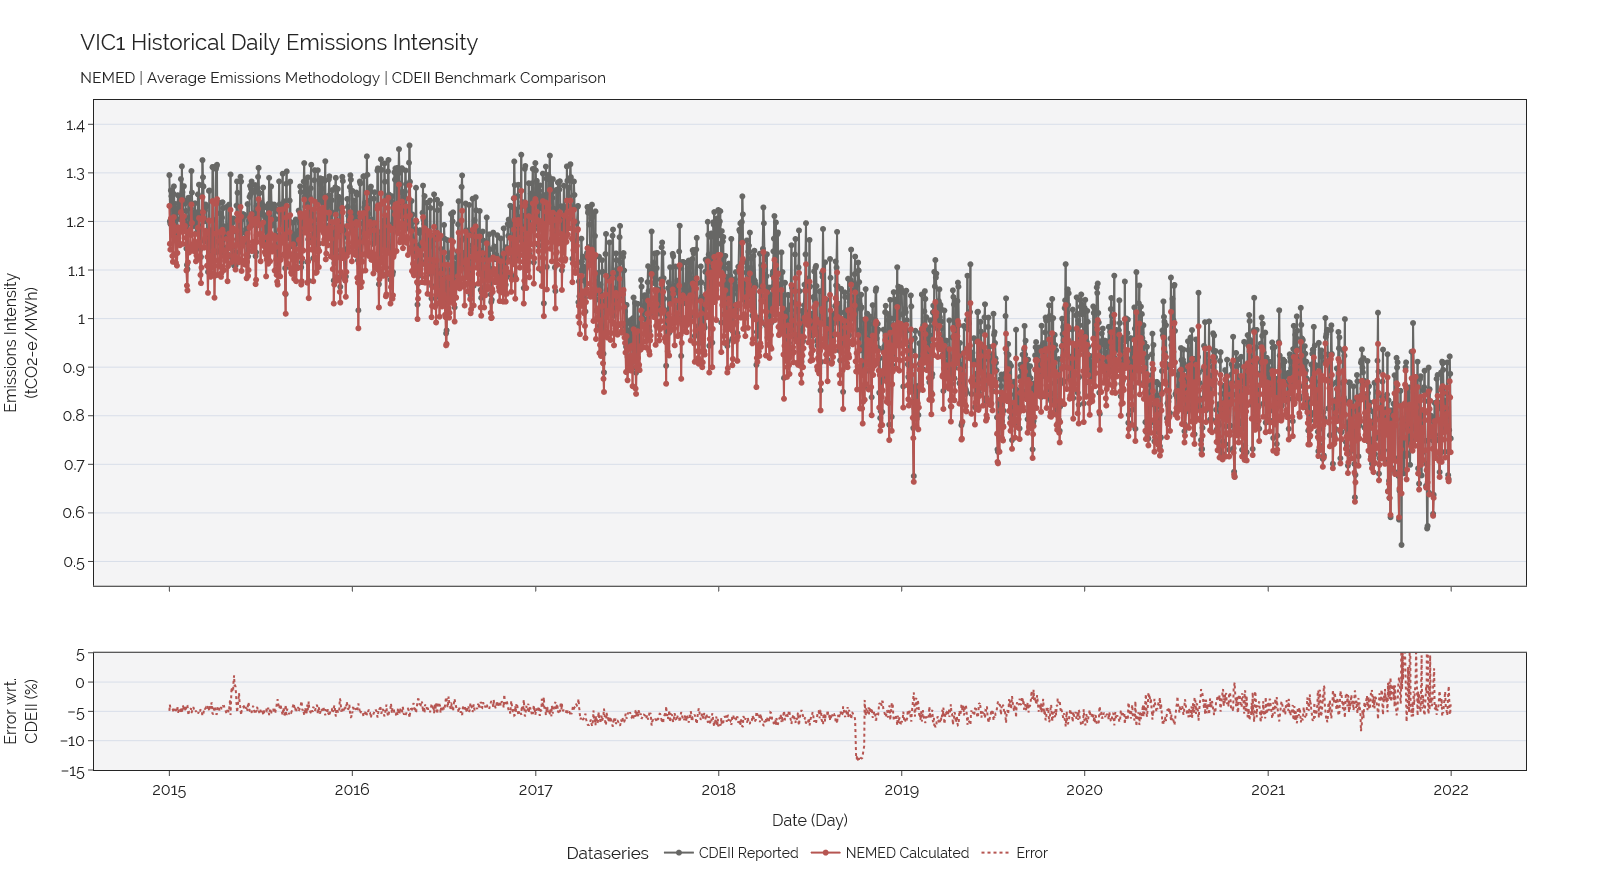 VIC1 Historical Daily Emissions Intensity
NEMED | Average Emissions Methodology | CDEII Benchmark Comparison
Emissions Intensity
(tCO2-e/MWh)
1.4
1.3
1.2
1.1
1
0.9
0.8
0.7
0.6
0.5
Error wrt.
CDEII (%)
5
0
−5
−10
−15
2015
2016
2017
2018
2019
2020
2021
2022
Date (Day)
Dataseries
CDEII Reported
NEMED Calculated
Error